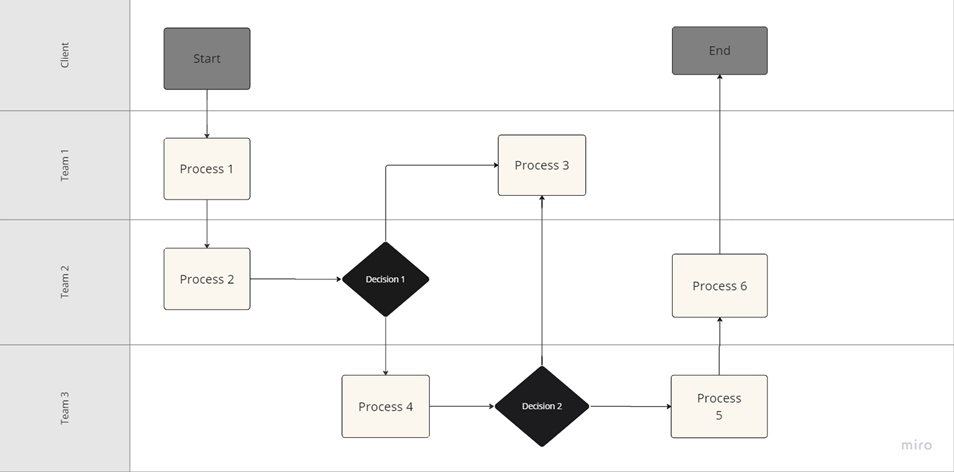 Client
Start
End
Team 1
Process 1
Process 3
Team 2
Process 2
Decision 1
Process 6
Team 3
Process 4
Decision 2
Process
5
miro